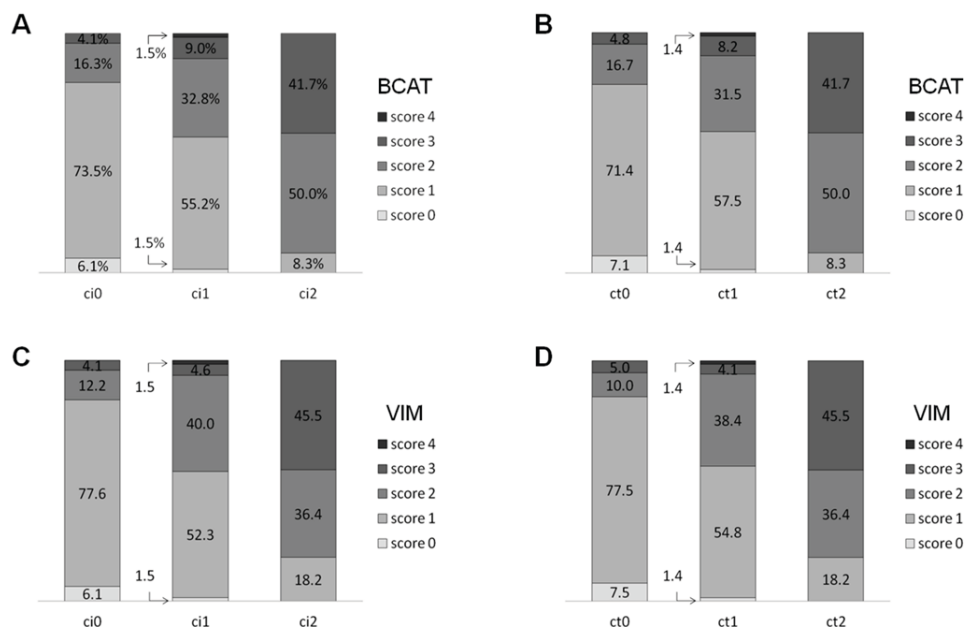 A
4.1%
16.3%
73.5%
6.1%
1.5%
1.5%
9.0%
32.8%
55.2%
41.7%
50.0%
8.3%
BCAT
score 4
score 3
score 2
score 1
score 0
ci0 ci1 ci2
B
4.8
16.7
71.4
7.1
1.4
1.4
8.2
31.5
57.5
41.7
50.0
8.3
BCAT
score 4
score 3
score 2
score 1
score 0
ct0 ct1 ct2
C
4.1
12.2
77.6
6.1
1.5
1.5
4.6
40.0
52.3
45.5
36.4
18.2
VIM
score 4
score 3
score 2
score 1
score 0
ci0 ci1 ci2
D
5.0
10.0
77.5
7.5
1.4
1.4
4.1
38.4
54.8
45.5
36.4
18.2
VIM
score 4
score 3
score 2
score 1
score 0
ct0 ct1 ct2